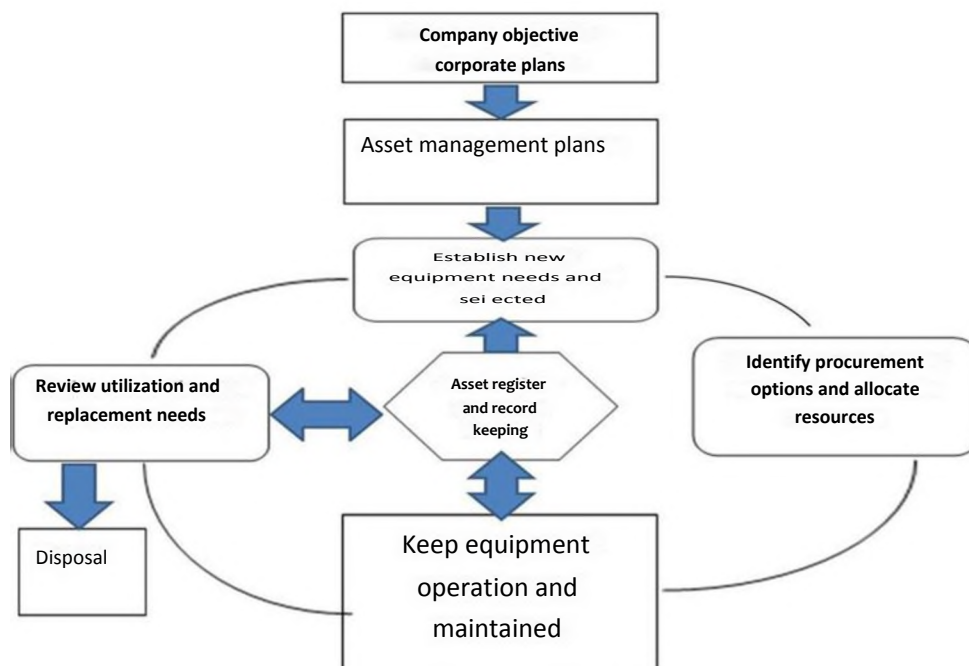 Company objective
corporate plans
Asset management plans
Establish new
equipment needs and
sei ected
Review utilization and
replacement needs
Asset register
and record
keeping
Identify procurement
options and allocate
resources
Disposal
Keep equipment
operation and
maintained